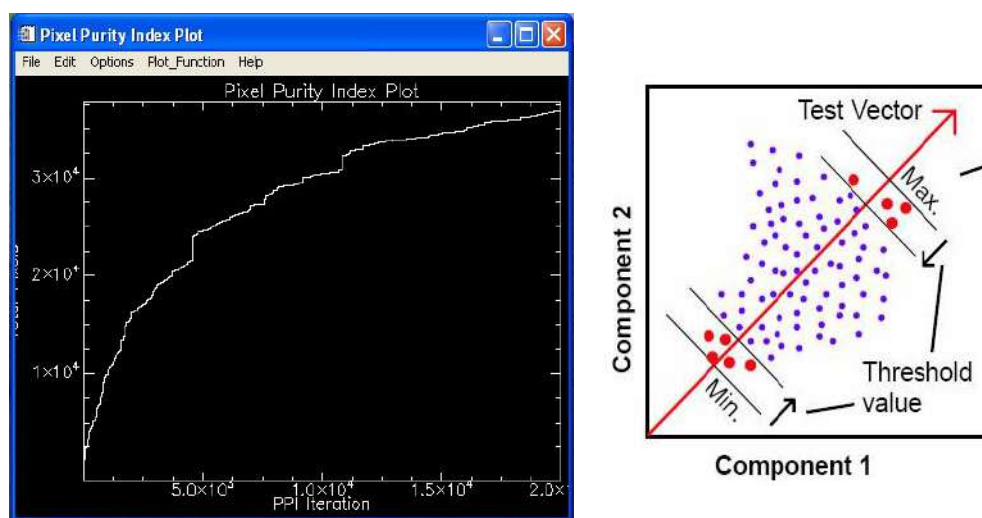 Pixel Purity Index Plot
File Edit Options Plot_Function Help
Pixel Purity Index Plot
3×10⁴
2×10⁴
1×10⁴
5.0×10³ 1.0×10⁴ 1.5×10⁴ 2.0×
PPI Iteration
Test Vector
Max.
Component 2
Min.
Threshold
value
Component 1